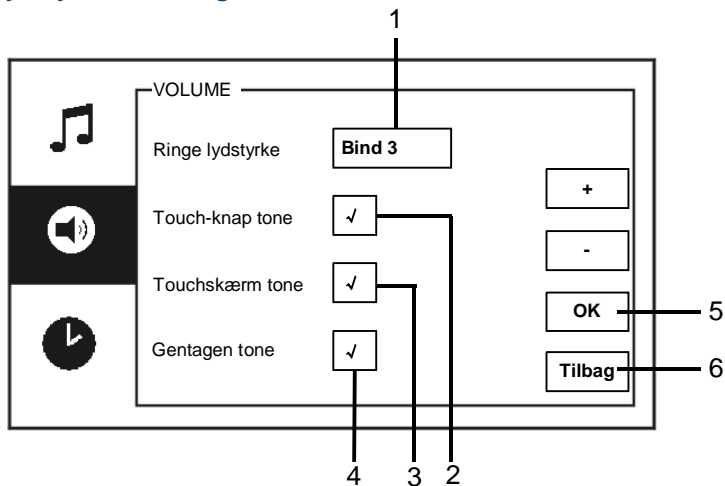 1
VOLUME
Ringe lydstyrke
Bind 3
+
Touch-knap tone
√
-
Touchskærm tone
√
OK
5
Gentagen tone
√
Tilbag
6
4
3
2